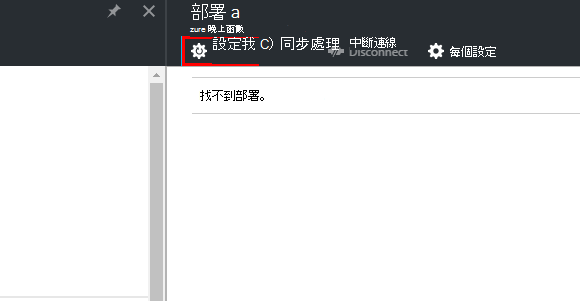 部署 a
zure 晚上函數
設定我 C) 同步處理 中斷連線
Disconnect
每個設定
找不到部署。